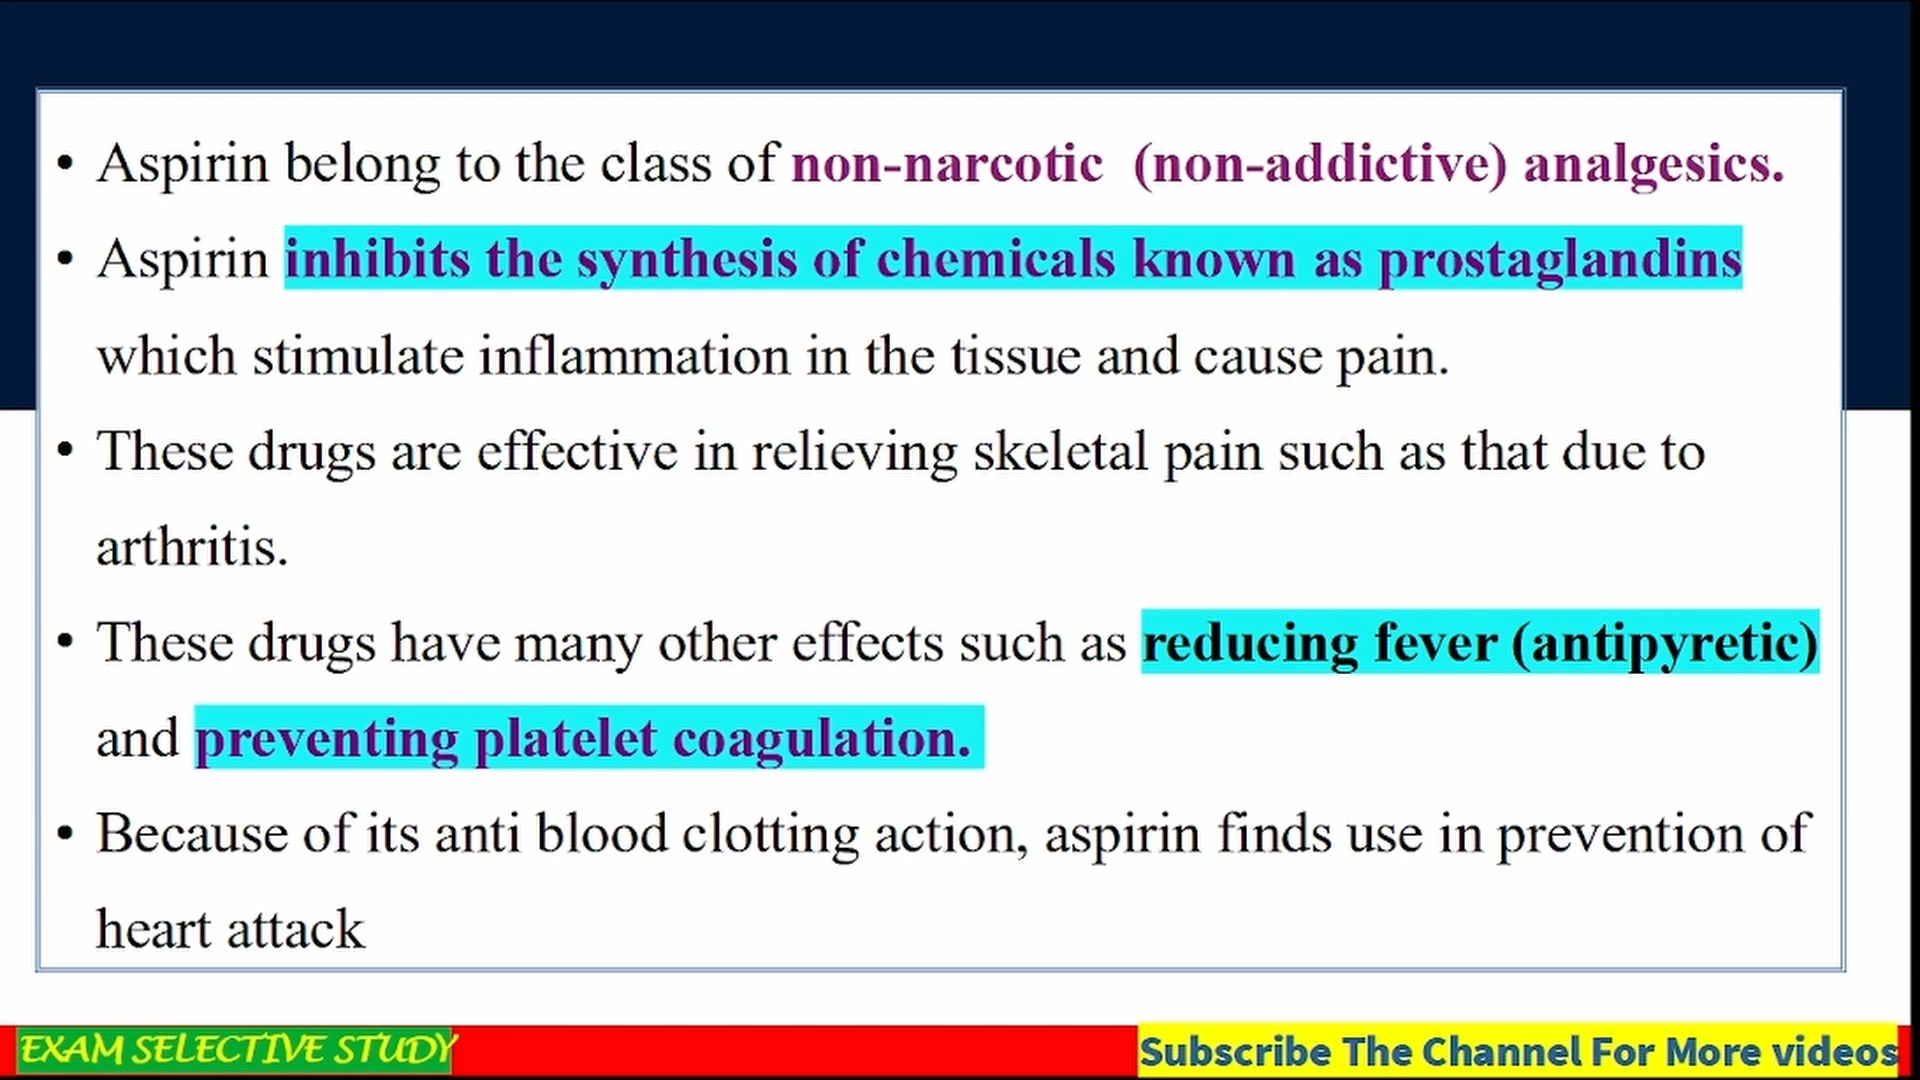 • Aspirin belong to the class of non-narcotic (non-addictive) analgesics.
• Aspirin inhibits the synthesis of chemicals known as prostaglandins
which stimulate inflammation in the tissue and cause pain.
• These drugs are effective in relieving skeletal pain such as that due to
arthritis.
• These drugs have many other effects such as reducing fever (antipyretic)
and preventing platelet coagulation.
• Because of its anti blood clotting action, aspirin finds use in prevention of
heart attack
EXAM SELECTIVE STUDY
Subscribe The Channel For More videos